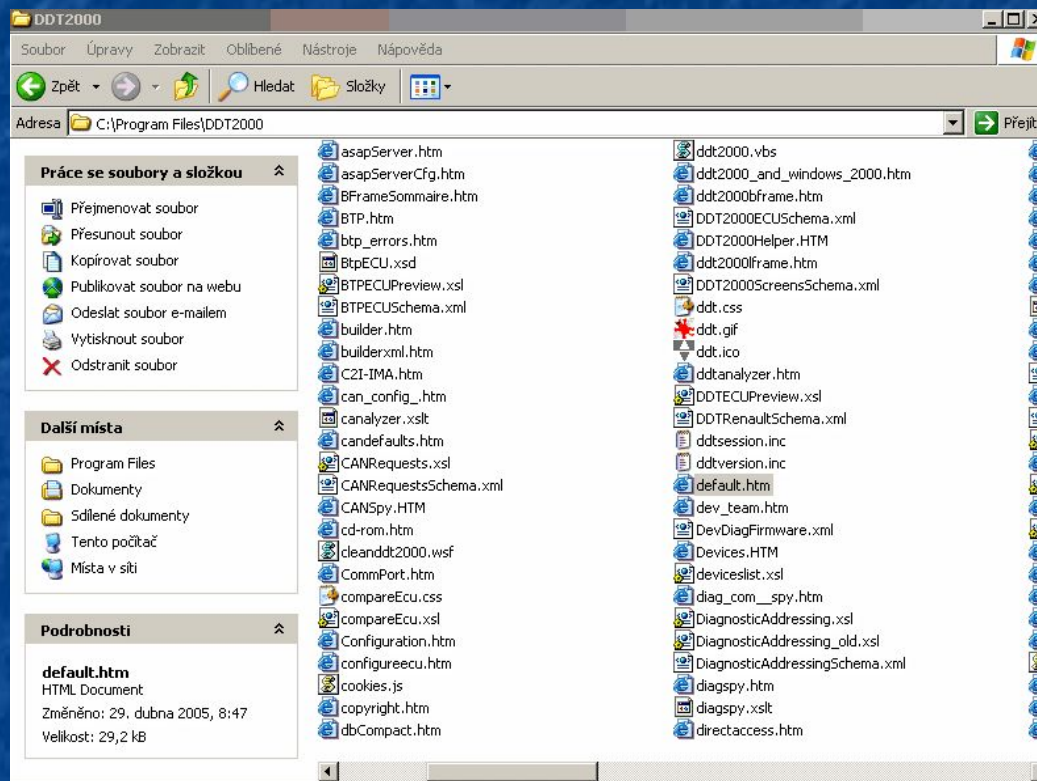 DDT2000
Soubor Úpravy Zobrazit Oblíbené Nástroje Nápověda
Zpět Hledat Složky
Adresa C:\Program Files\DDT2000 Přejít
Práce se soubory a složkou
Přejmenovat soubor
Přesunout soubor
Kopírovat soubor
Publikovat soubor na webu
Odeslat soubor e-mailem
Vytisknout soubor
Odstranit soubor
Další místa
Program Files
Dokumenty
Sdílené dokumenty
Tento počítač
Místa v síti
Podrobnosti
default.htm
HTML Document
Změněno: 29. dubna 2005, 8:47
Velikost: 29,2 kB
asapServer.htm
asapServerCfg.htm
BFrameSommaire.htm
BTP.htm
btp_errors.htm
BtpECU.xsd
BTPECUPreview.xsl
BTPECUSchema.xml
builder.htm
builderxml.htm
C2I-IMA.htm
can_config_.htm
canalyzer.xslt
candefaults.htm
CANRequests.xsl
CANRequestsSchema.xml
CANSpy.HTM
cd-rom.htm
cleanddt2000.wsf
CommPort.htm
compareEcu.css
compareEcu.xsl
Configuration.htm
configureecu.htm
cookies.js
copyright.htm
dbCompact.htm
ddt2000.vbs
ddt2000_and_windows_2000.htm
ddt2000bframe.htm
DDT2000ECUSchema.xml
DDT2000Helper.HTM
ddt2000lframe.htm
DDT2000ScreensSchema.xml
ddt.css
ddt.gif
ddt.ico
ddtanalyzer.htm
DDTECUPreview.xsl
DDTRenaultSchema.xml
ddtsession.inc
ddtversion.inc
default.htm
dev_team.htm
DevDiagFirmware.xml
Devices.HTM
deviceslist.xsl
diag_com__spy.htm
DiagnosticAddressing.xsl
DiagnosticAddressing_old.xsl
DiagnosticAddressingSchema.xml
diagspy.htm
diagspy.xslt
directaccess.htm